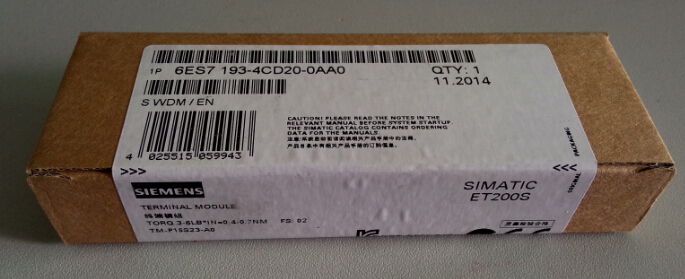 1P 6ES7 193-4CD20-0AA0
QTY: 1
11.2014
S WDM / EN
CAUTION! PLEASE READ THE NOTES IN THE
RELEVANT MANUAL BEFORE SYSTEM STARTUP.
THE SIMATIC CATALOG CONTAINS ORDERING
DATA FOR THE MANUALS.
4 025515 059943
>>>
<<<
ORIGINAL PACKAGING
SIEMENS
SIMATIC
ET200S
TERMINAL MODULE
TORQ.3-6LB*IN=0.4-0.7NM FS: 02
TM-P15S23-A0